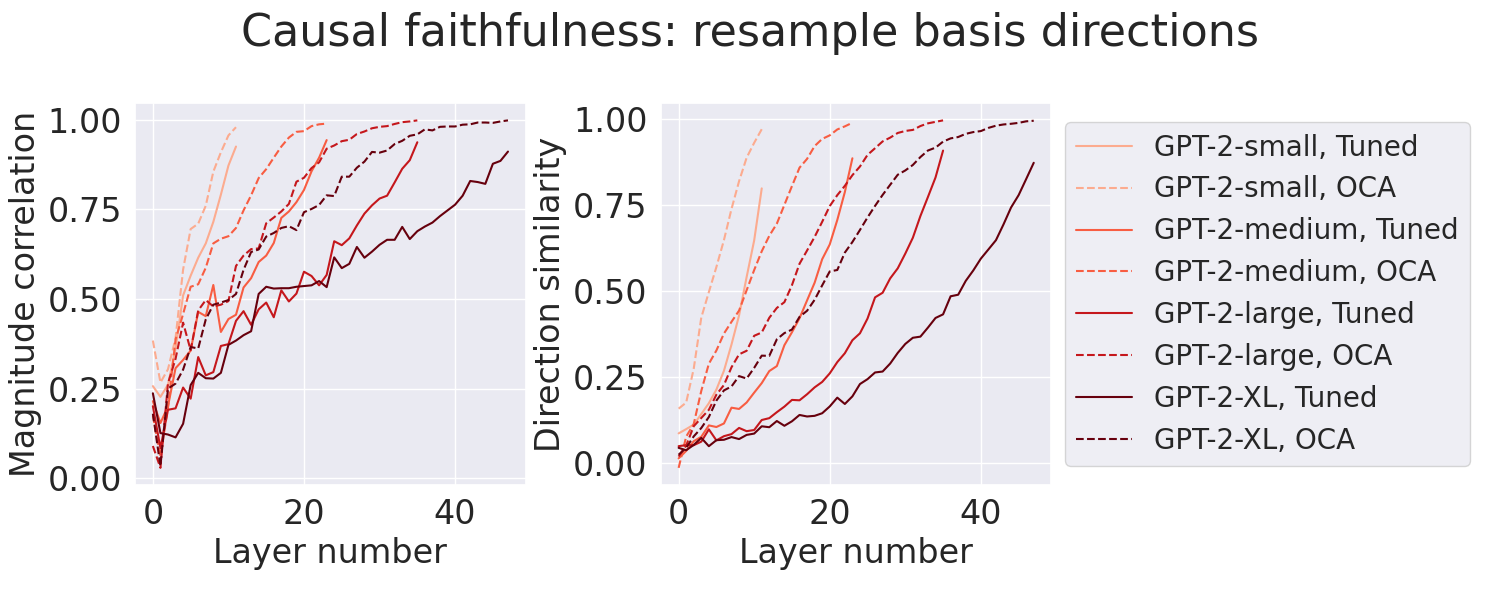 Causal faithfulness: resample basis directions
Magnitude correlation
1.00
0.75
0.50
0.25
0.00
0 20 40
Layer number
Direction similarity
1.00
0.75
0.50
0.25
0.00
0 20 40
Layer number
GPT-2-small, Tuned
GPT-2-small, OCA
GPT-2-medium, Tuned
GPT-2-medium, OCA
GPT-2-large, Tuned
GPT-2-large, OCA
GPT-2-XL, Tuned
GPT-2-XL, OCA